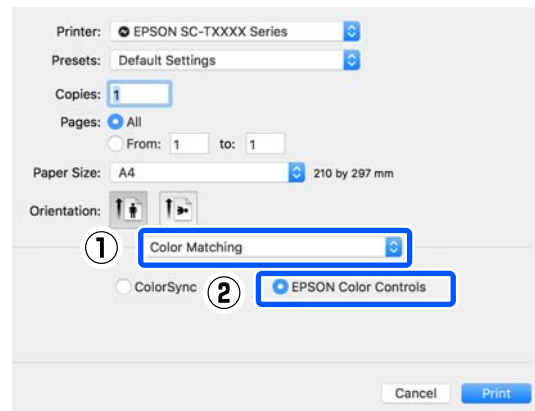 Printer: EPSON SC-TXXXX Series
Presets: Default Settings
Copies: 1
Pages: All
From: 1 to: 1
Paper Size: A4 210 by 297 mm
Orientation:
① Color Matching
ColorSync ② EPSON Color Controls
Cancel Print